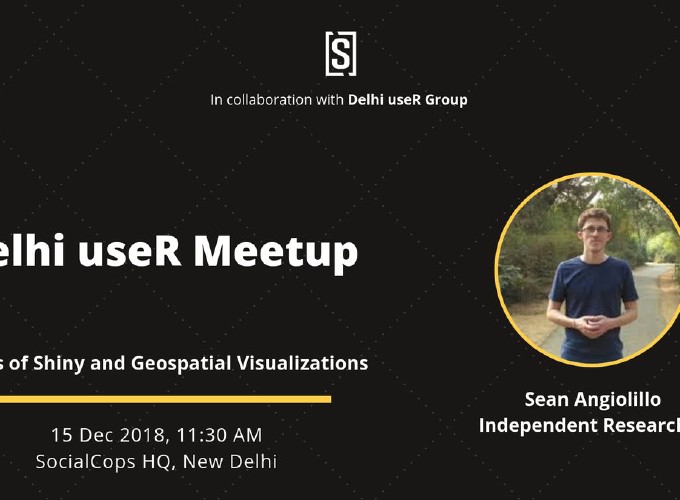 [S]
In collaboration with Delhi useR Group
elhi useR Meetup
s of Shiny and Geospatial Visualizations
15 Dec 2018, 11:30 AM
SocialCops HQ, New Delhi
Sean Angiolillo
Independent Research